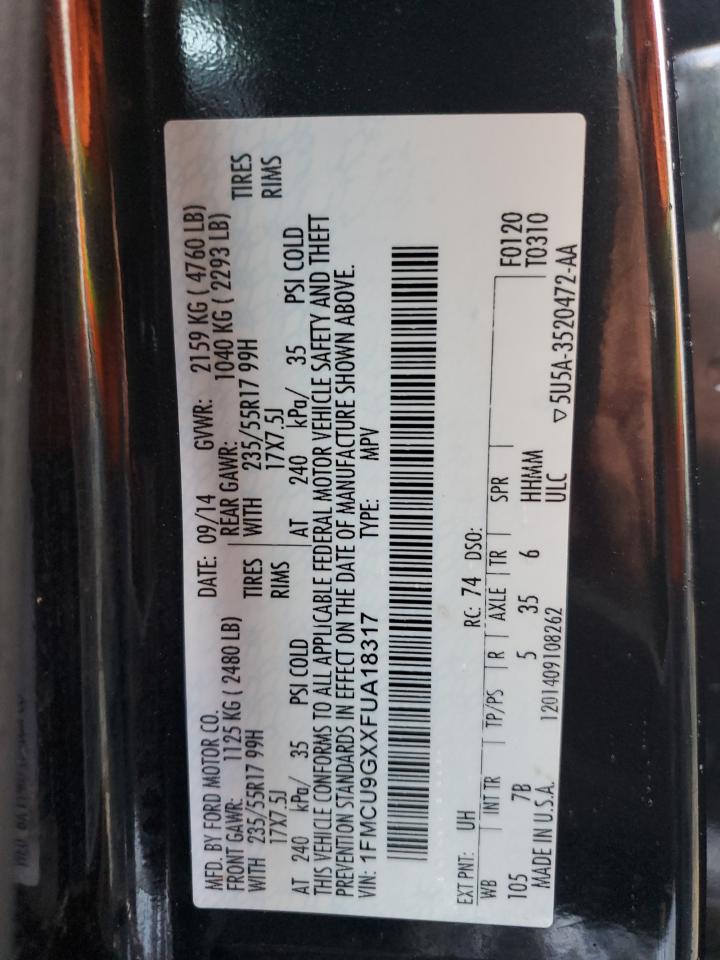 MFD. BY FORD MOTOR CO. DATE: 09/14 GVWR: 2159 KG ( 4760 LB)
FRONT GAWR: 1125 KG ( 2480 LB) REAR GAWR: 1040 KG ( 2293 LB)
WITH 235/55R17 99H TIRES WITH 235/55R17 99H TIRES
17X7.5J RIMS 17X7.5J RIMS
AT 240 kPa/ 35 PSI COLD AT 240 kPa/ 35 PSI COLD
THIS VEHICLE CONFORMS TO ALL APPLICABLE FEDERAL MOTOR VEHICLE SAFETY AND THEFT
PREVENTION STANDARDS IN EFFECT ON THE DATE OF MANUFACTURE SHOWN ABOVE.
VIN: 1FMCU9GXXFUA18317 TYPE: MPV
EXT PNT: UH RC: 74 DSO:
WB INT TR TP/PS R AXLE TR SPR F0120
105 7B 5 35 6 HHMM T0310
MADE IN U.S.A. 1201409108262 ULC ▽5U5A-3520472-AA